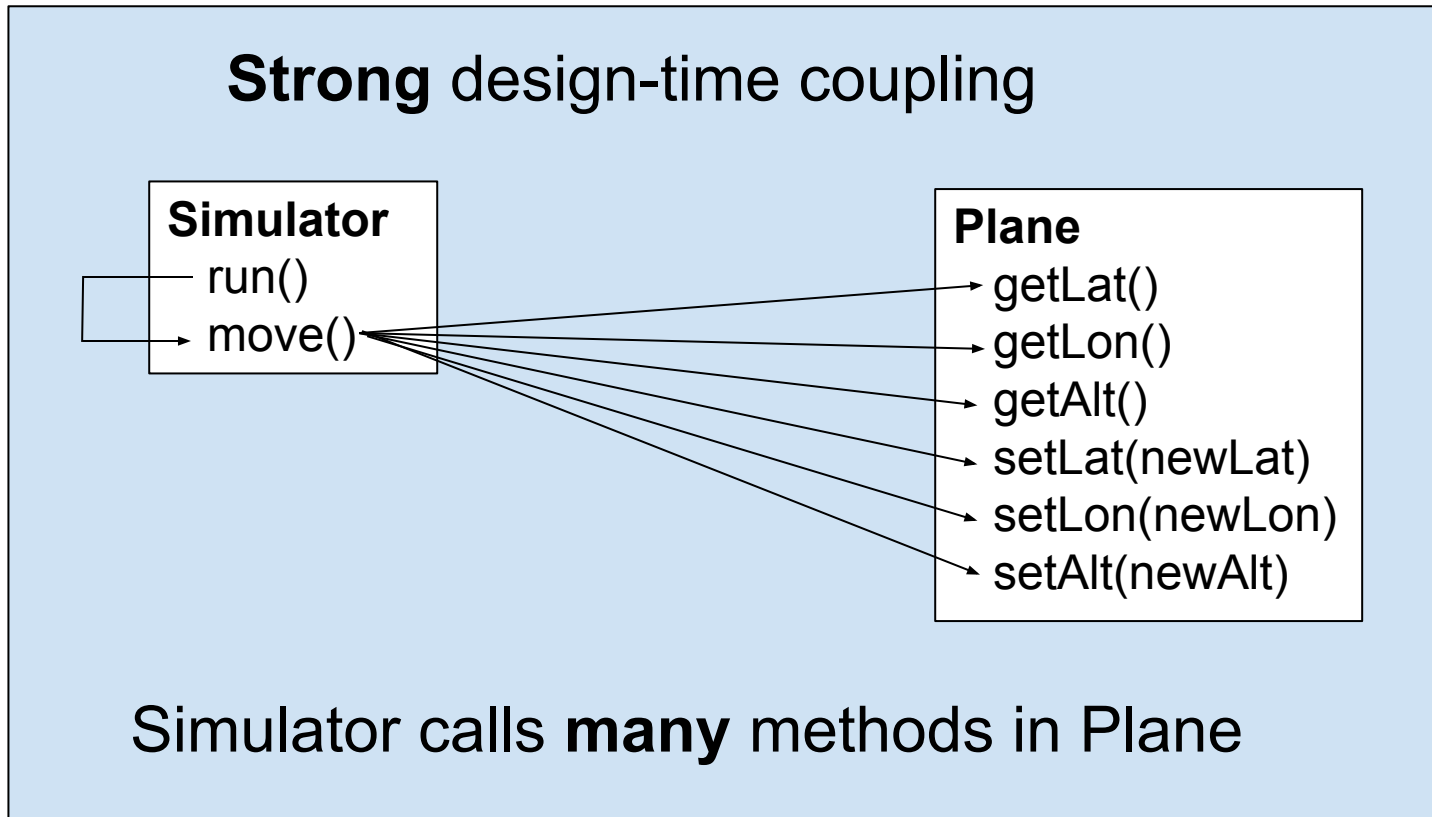 Strong design-time coupling
Simulator
run()
move()
Plane
getLat()
getLon()
getAlt()
setLat(newLat)
setLon(newLon)
setAlt(newAlt)
Simulator calls many methods in Plane